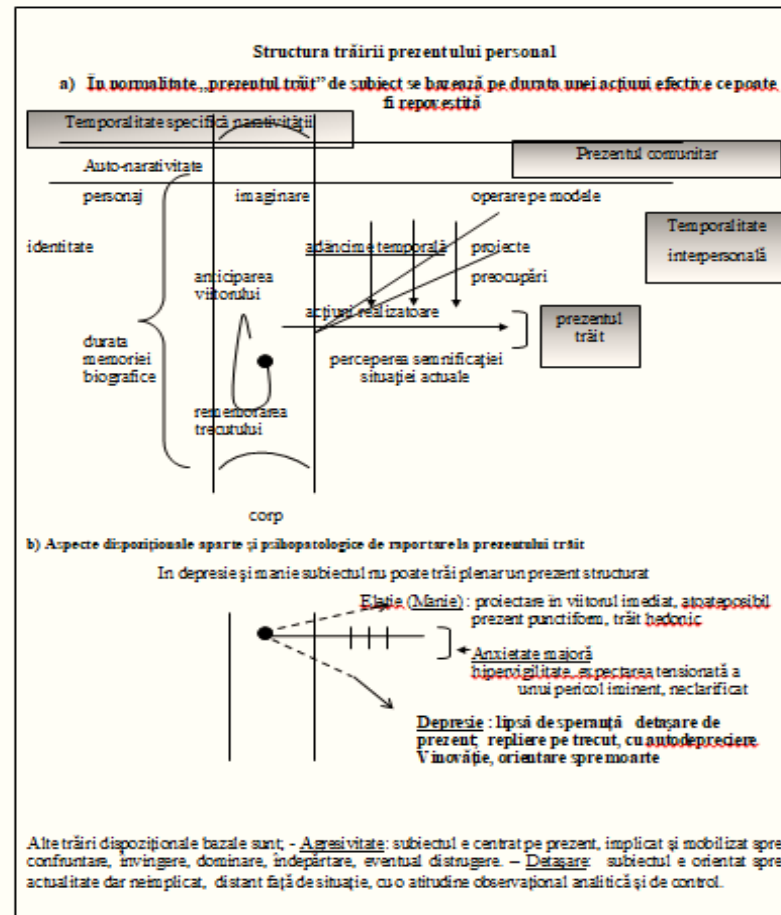 Structura trăirii prezentului personal
a) În normalitate „prezentul trăit” de subiect se bazează pe durata unei acțiuni efective ce poate
fi repovestită
Temporalitate specifică narativității
Prezentul comunitar
Auto-narativitate
personaj imaginare operare pe modele
Temporalitate
interpersonală
identitate
adâncime temporală proiecte
anticiparea
viitorului
preocupări
acțiuni realizatoare
prezentul
trăit
durata
memoriei
biografice
perceperea semnificației
situației actuale
rememorarea
trecutului
corp
b) Aspecte dispoziționale aparte și psihopatologice de raportare la prezentului trăit
In depresie și manie subiectul nu poate trăi plenar un prezent structurat
Elație (Manie) : proiectare în viitorul imediat, atoateposibil
prezent punctiform, trăit hedonic
Anxietate majoră
hipervigilitate, expectarea tensionată a
unui pericol iminent, neclarificat
Depresie : lipsă de speranță detașare de
prezent; repliere pe trecut, cu autodepreciere
Vinovăție, orientare spre moarte
Alte trăiri dispoziționale bazale sunt; - Agresivitate: subiectul e centrat pe prezent, implicat și mobilizat spre
confruntare, învingere, dominare, îndepărtare, eventual distrugere. – Detașare: subiectul e orientat spre
actualitate dar neimplicat, distant față de situație, cu o atitudine observațional analitică și de control.